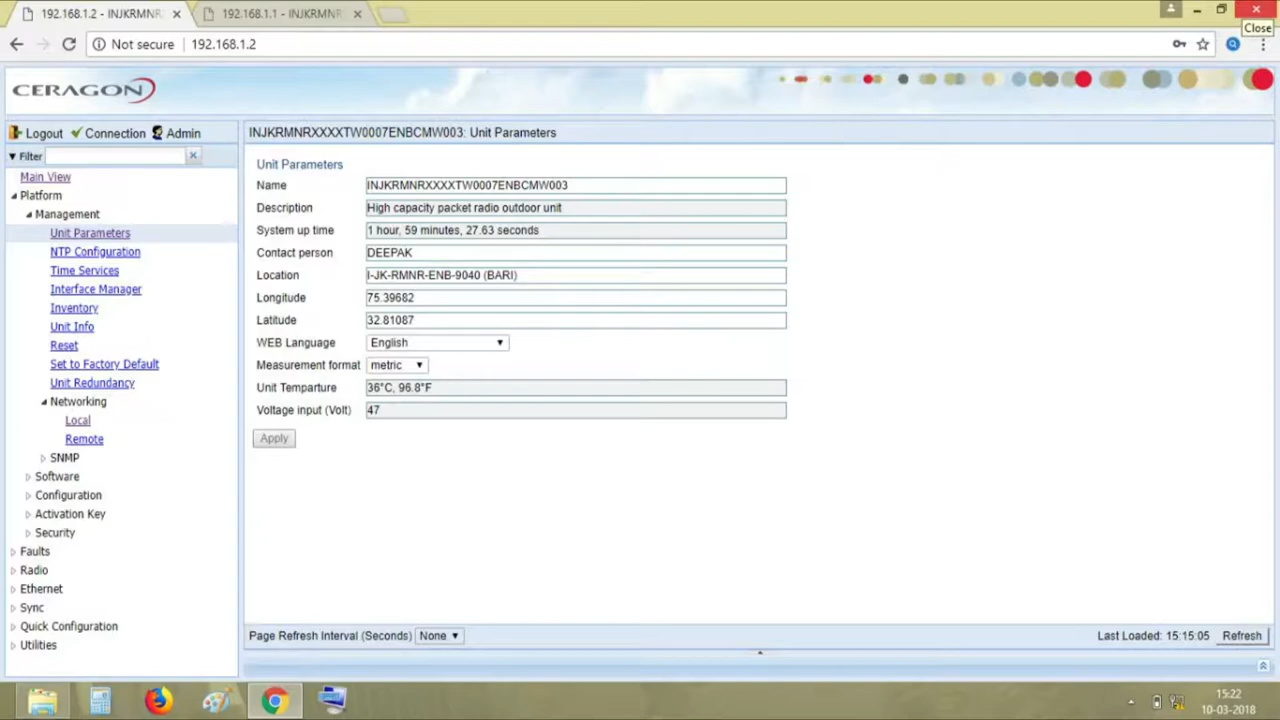 192.168.1.2 - INJKRMNR
192.168.1.1 - INJKRMNR
Close
Not secure
192.168.1.2
CERAGON
Logout
Connection
Admin
INJKRMNRXXXXTW0007ENBCMW003: Unit Parameters
Filter
Main View
Platform
Management
Unit Parameters
NTP Configuration
Time Services
Interface Manager
Inventory
Unit Info
Reset
Set to Factory Default
Unit Redundancy
Networking
Local
Remote
SNMP
Software
Configuration
Activation Key
Security
Faults
Radio
Ethernet
Sync
Quick Configuration
Utilities
Unit Parameters
Name INJKRMNRXXXXTW0007ENBCMW003
Description High capacity packet radio outdoor unit
System up time 1 hour, 59 minutes, 27.63 seconds
Contact person DEEPAK
Location I-JK-RMNR-ENB-9040 (BARI)
Longitude 75.39682
Latitude 32.81087
WEB Language English
Measurement format metric
Unit Temparture 36°C, 96.8°F
Voltage input (Volt) 47
Apply
Page Refresh Interval (Seconds) None
Last Loaded: 15:15:05 Refresh
15:22
10-03-2018